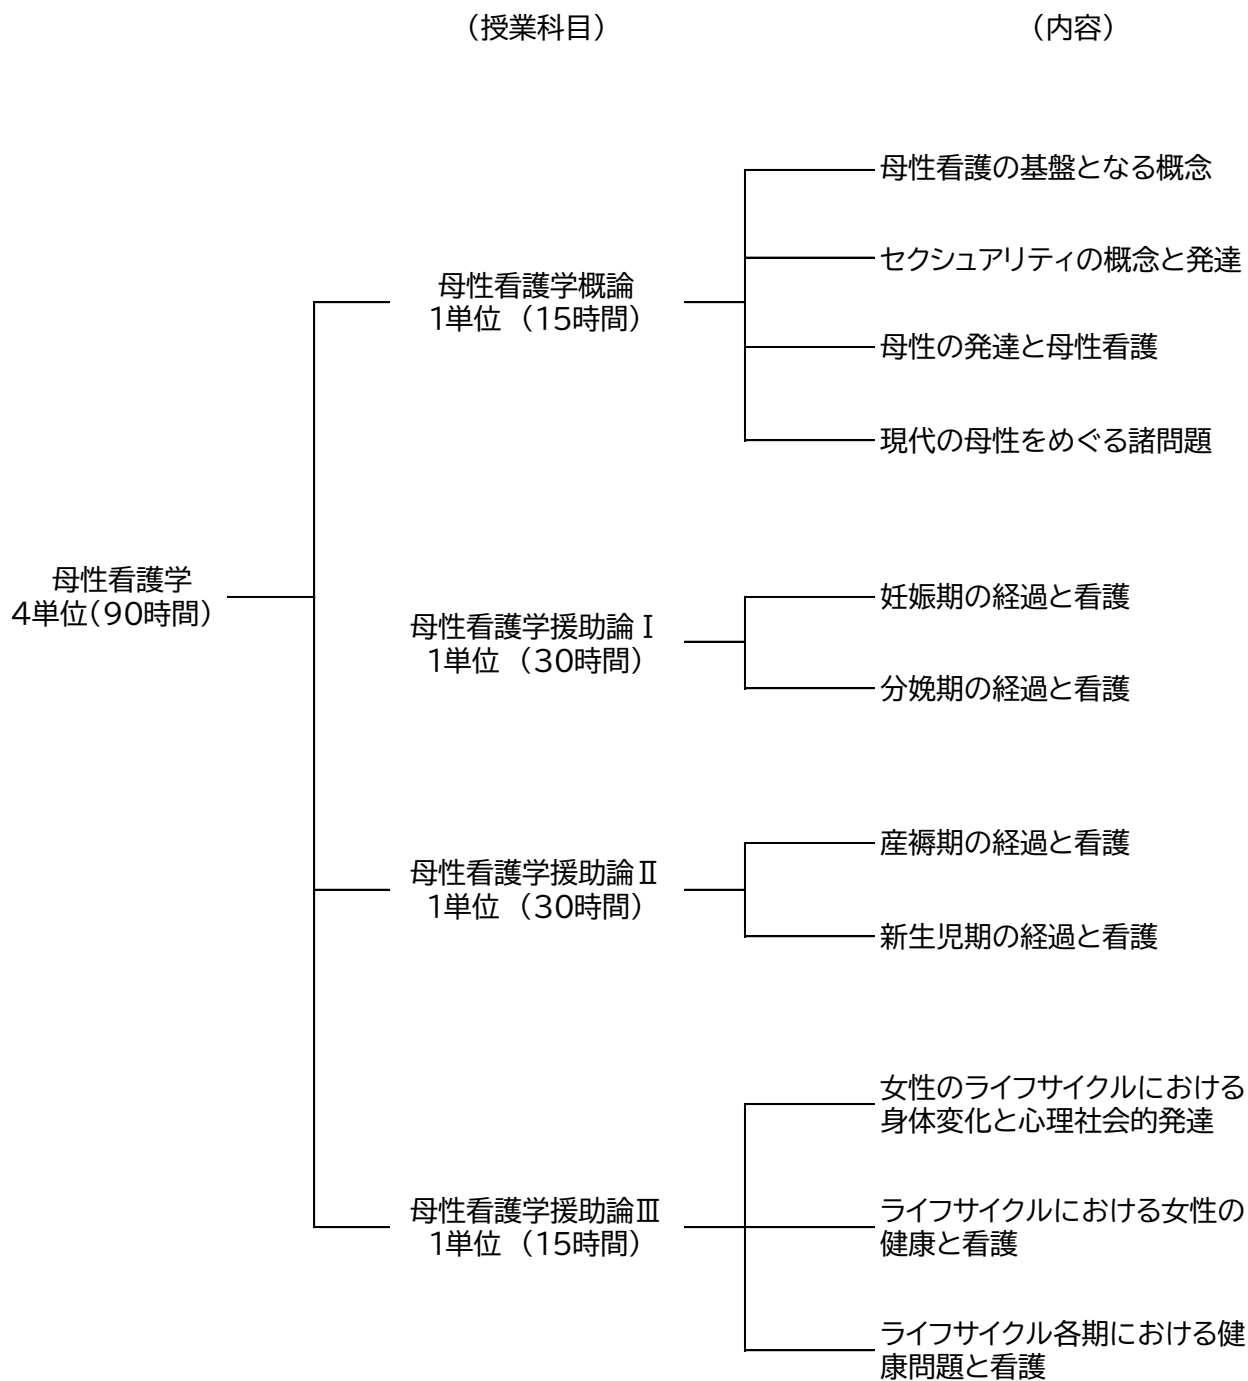 （授業科目）
（内容）
母性看護学
4単位（90時間）
母性看護学概論
1単位 （15時間）
母性看護の基盤となる概念
セクシュアリティの概念と発達
母性の発達と母性看護
現代の母性をめぐる諸問題
母性看護学援助論Ⅰ
1単位 （30時間）
妊娠期の経過と看護
分娩期の経過と看護
母性看護学援助論Ⅱ
1単位 （30時間）
産褥期の経過と看護
新生児期の経過と看護
母性看護学援助論Ⅲ
1単位 （15時間）
女性のライフサイクルにおける
身体変化と心理社会的発達
ライフサイクルにおける女性の
健康と看護
ライフサイクル各期における健
康問題と看護